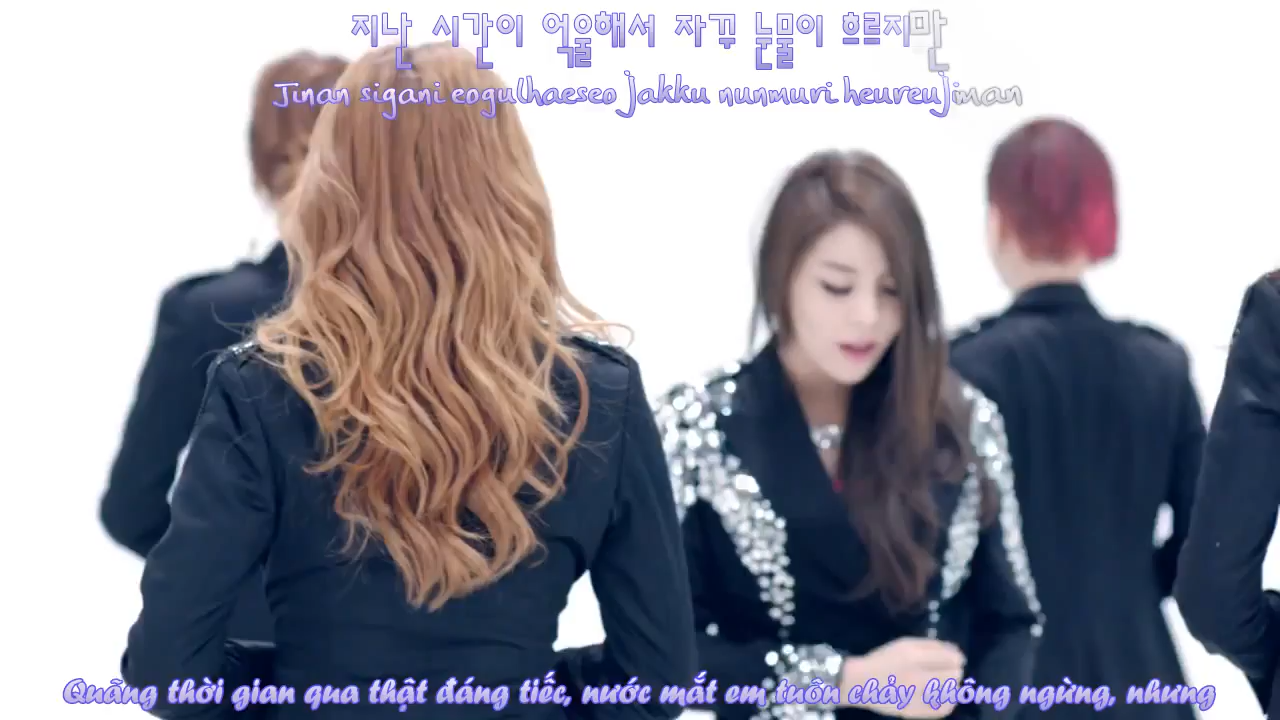 지난 시간이 억울해서 자꾸 눈물이 흐르지만
Jinan sigani eogulhaeseo jakku nunmuri heureujiman
Quãng thời gian qua thật đáng tiếc, nước mắt em tuôn chảy không ngừng, nhưng